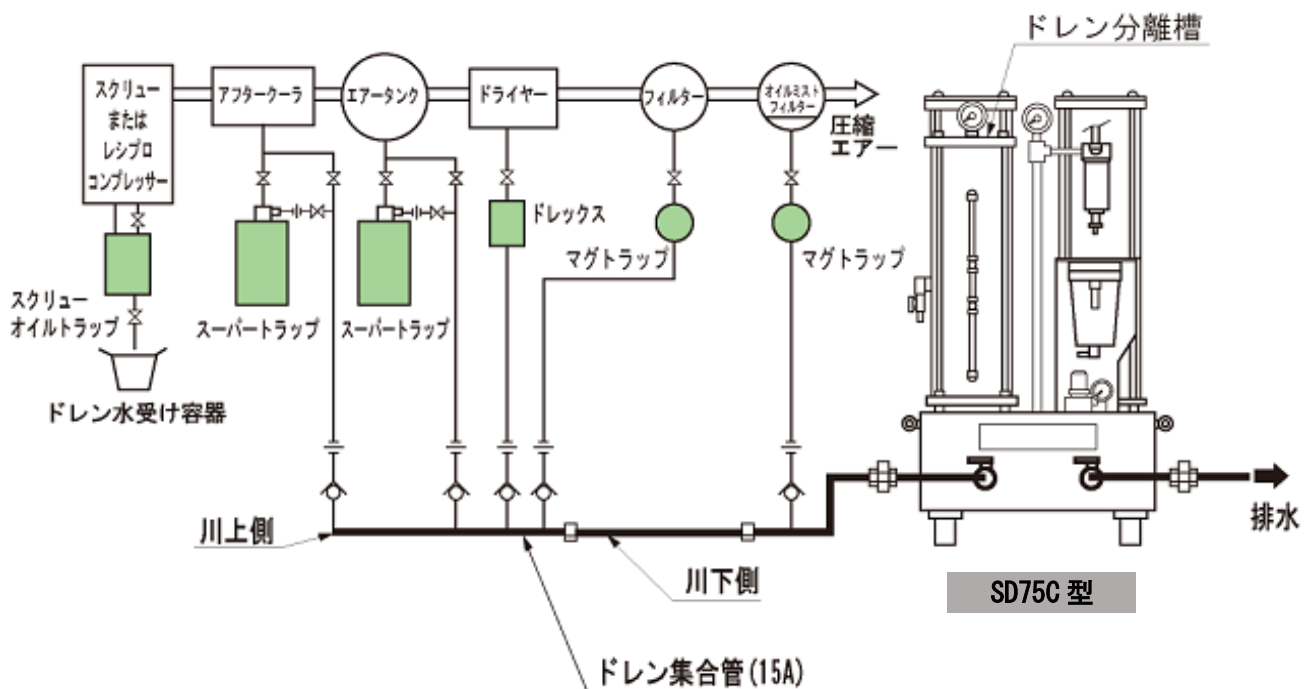 ドレン分離槽
スクリュー
または
レシプロ
コンプレッサー
アフタークーラ
エアータンク
ドライヤー
フィルター
オイルミスト
フィルター
圧縮
エアー
ドレックス
マグトラップ
マグトラップ
スクリュー
オイルトラップ
スーパートラップ
スーパートラップ
ドレン水受け容器
川上側
川下側
排水
SD75C 型
ドレン集合管(15A)